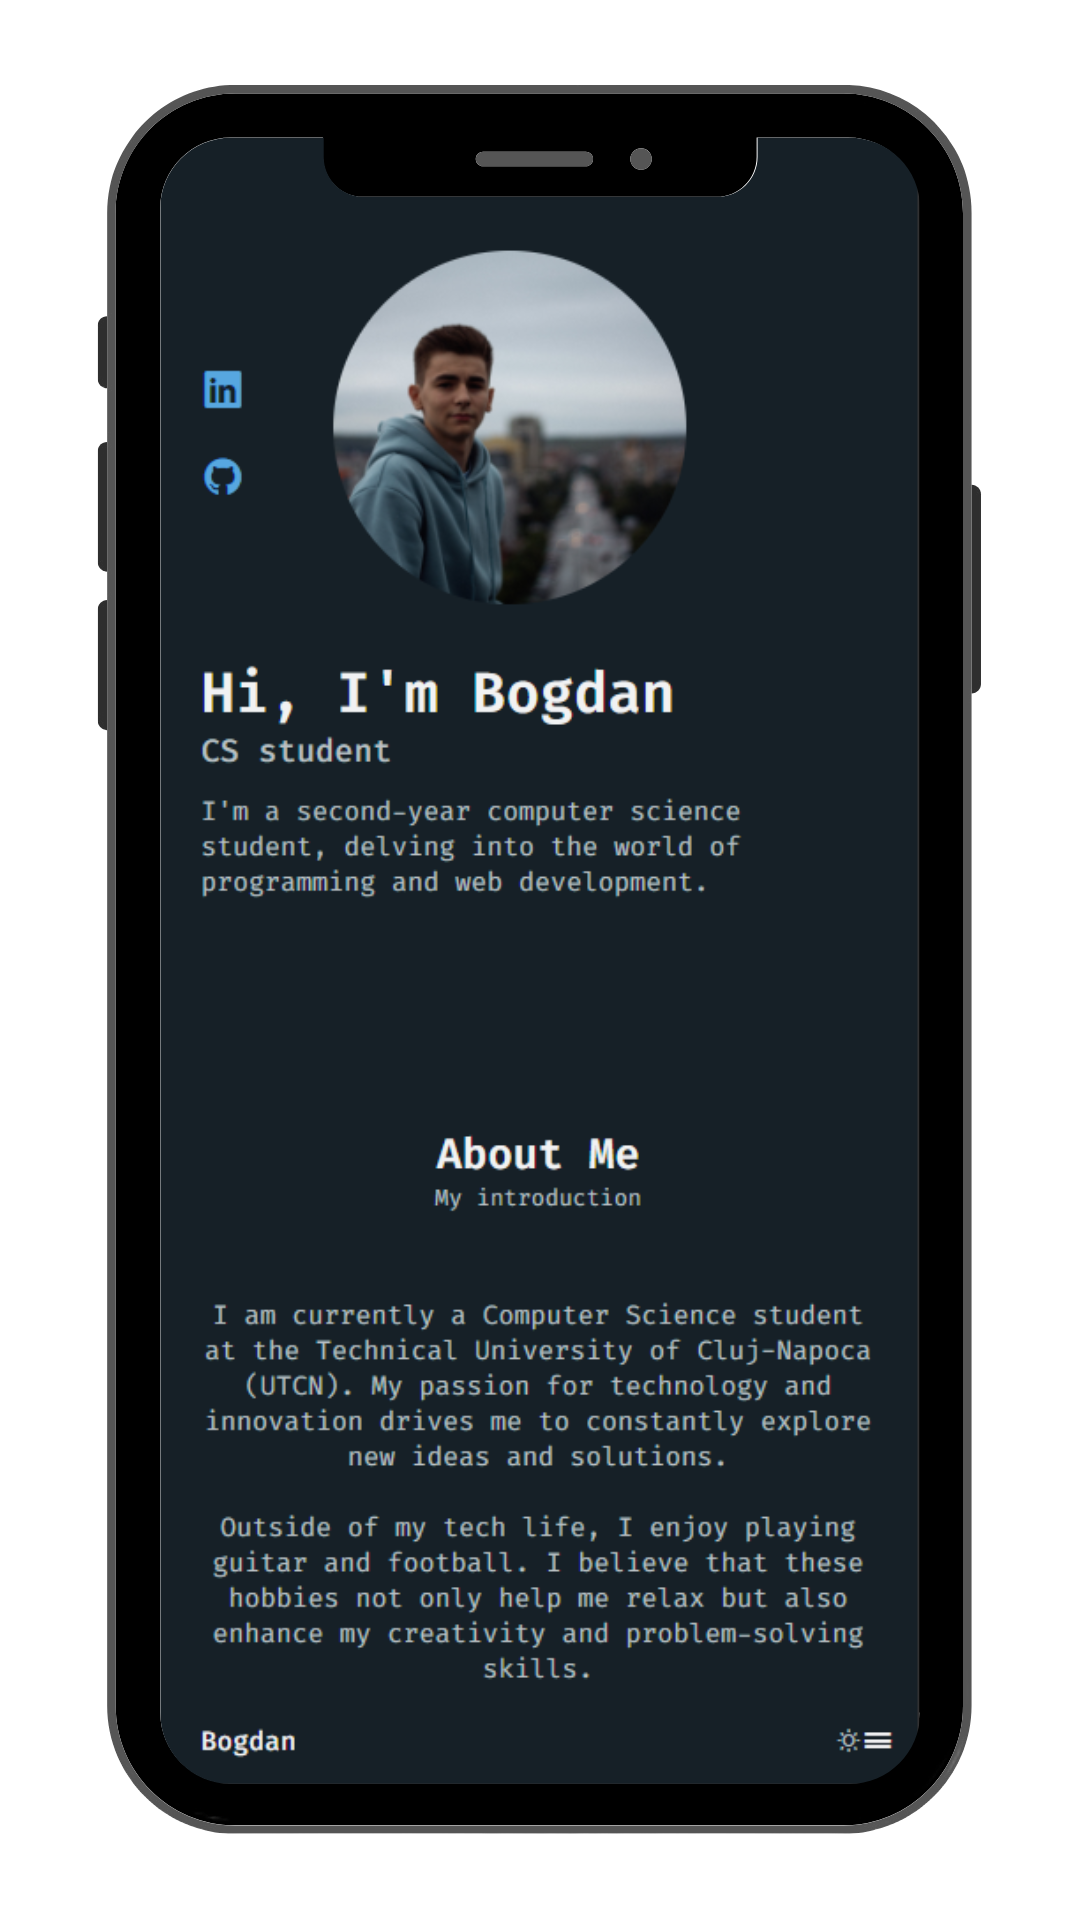 in
Hi, I'm Bogdan
CS student
I'm a second-year computer science
student, delving into the world of
programming and web development.
About Me
My introduction
I am currently a Computer Science student
at the Technical University of Cluj-Napoca
(UTCN). My passion for technology and
innovation drives me to constantly explore
new ideas and solutions.
Outside of my tech life, I enjoy playing
guitar and football. I believe that these
hobbies not only help me relax but also
enhance my creativity and problem-solving
skills.
Bogdan